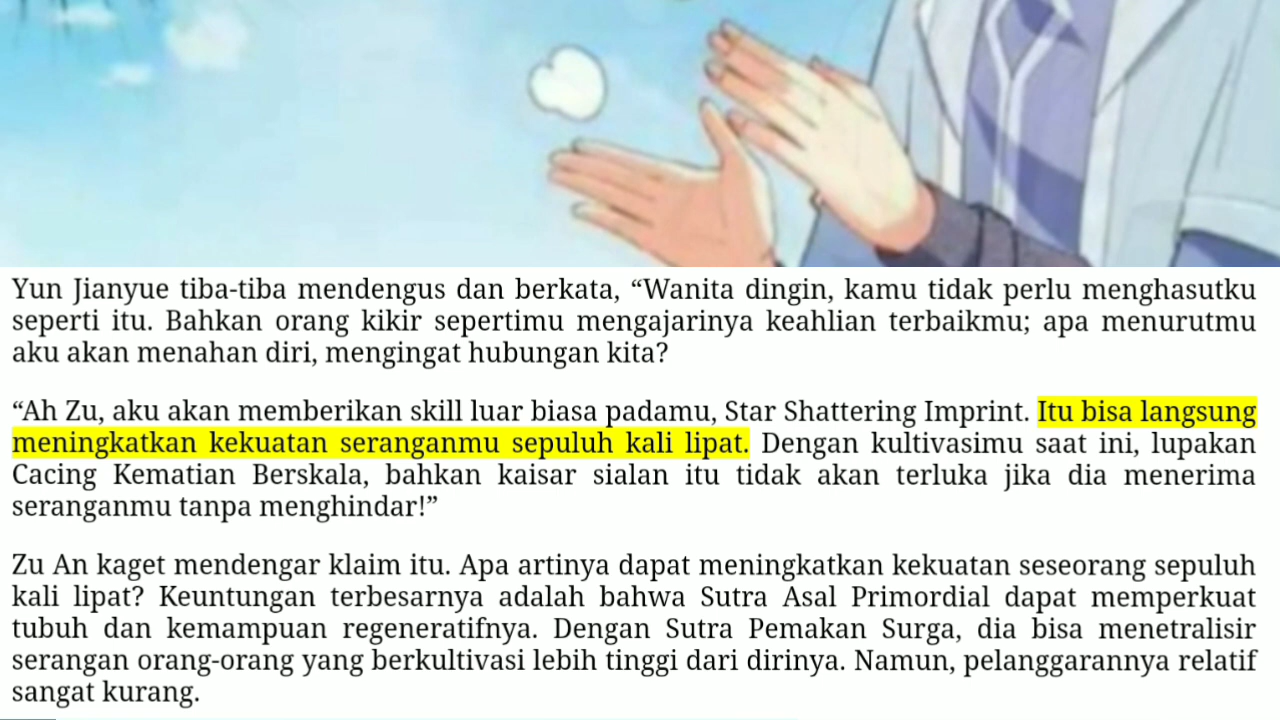 Yun Jianyue tiba-tiba mendengus dan berkata, “Wanita dingin, kamu tidak perlu menghasutku
seperti itu. Bahkan orang kikir sepertimu mengajarinya keahlian terbaikmu; apa menurutmu
aku akan menahan diri, mengingat hubungan kita?
“Ah Zu, aku akan memberikan skill luar biasa padamu, Star Shattering Imprint. Itu bisa langsung
meningkatkan kekuatan seranganmu sepuluh kali lipat. Dengan kultivasimu saat ini, lupakan
Cacing Kematian Berskala, bahkan kaisar sialan itu tidak akan terluka jika dia menerima
seranganmu tanpa menghindar!”
Zu An kaget mendengar klaim itu. Apa artinya dapat meningkatkan kekuatan seseorang sepuluh
kali lipat? Keuntungan terbesarnya adalah bahwa Sutra Asal Primordial dapat memperkuat
tubuh dan kemampuan regeneratifnya. Dengan Sutra Pemakan Surga, dia bisa menetralisir
serangan orang-orang yang berkultivasi lebih tinggi dari dirinya. Namun, pelanggarannya relatif
sangat kurang.